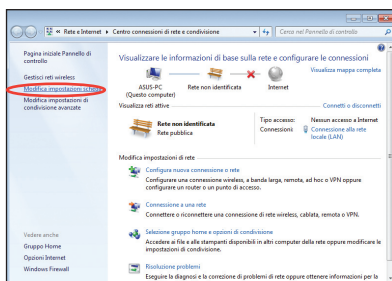 Rete e Internet
Centro connessioni di rete e condivisione
Cerca nel Pannello di controllo
Pagina iniziale Pannello di
controllo
Gestisci reti wireless
Modifica impostazioni scheda
Modifica impostazioni di
condivisione avanzate
Visualizzare le informazioni di base sulla rete e configurare le connessioni
Visualizza mappa completa
ASUS-PC
(Questo computer)
Rete non identificata
Internet
Visualizza reti attive
Connetti o disconnetti
Rete non identificata
Rete pubblica
Tipo accesso: Nessun accesso a Internet
Connessioni: Connessione alla rete
locale (LAN)
Modifica impostazioni di rete
Configura nuova connessione o rete
Configurare una connessione wireless, a banda larga, remota, ad hoc o VPN oppure
configurare un router o un punto di accesso.
Connessione a una rete
Connettere o riconnettere una connessione di rete wireless, cablata, remota o VPN.
Selezione gruppo home e opzioni di condivisione
Accedere ai file e alle stampanti disponibili in altri computer della rete oppure modificare le
impostazioni di condivisione.
Risoluzione problemi
Eseguire la diagnosi e la correzione di problemi di rete oppure ottenere informazioni per la
Vedere anche
Gruppo Home
Opzioni Internet
Windows Firewall